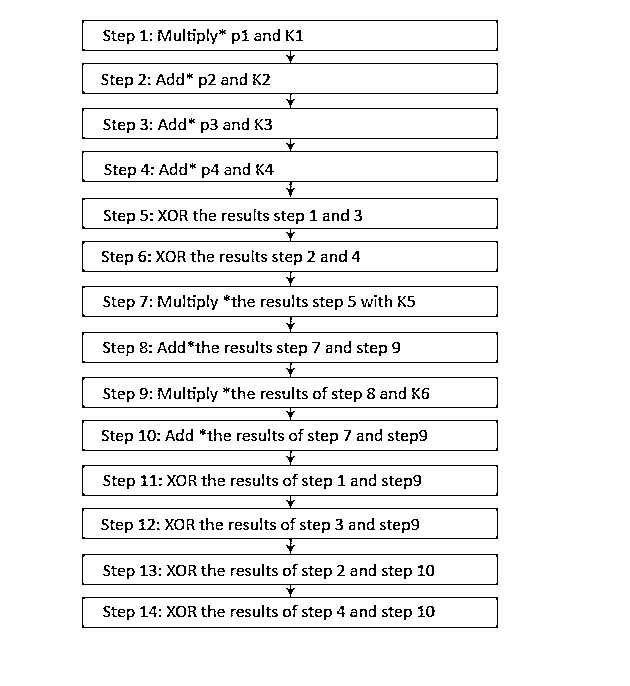 Step 1: Multiply* p1 and K1
Step 2: Add* p2 and K2
Step 3: Add* p3 and K3
Step 4: Add* p4 and K4
Step 5: XOR the results step 1 and 3
Step 6: XOR the results step 2 and 4
Step 7: Multiply *the results step 5 with K5
Step 8: Add*the results step 7 and step 9
Step 9: Multiply *the results of step 8 and K6
Step 10: Add *the results of step 7 and step9
Step 11: XOR the results of step 1 and step9
Step 12: XOR the results of step 3 and step9
Step 13: XOR the results of step 2 and step 10
Step 14: XOR the results of step 4 and step 10